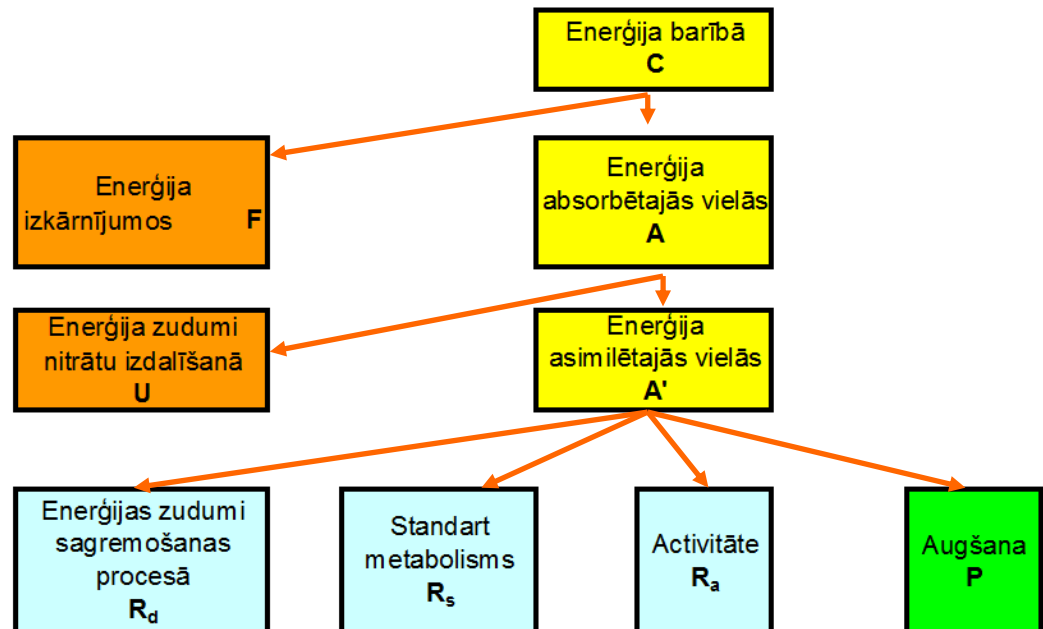 Enerģija barībā
C
Enerģija
izkārnījumos F
Enerģija
absorbētajās vielās
A
Enerģija zudumi
nitrātu izdalīšanā
U
Enerģija
asimilētajās vielās
A'
Enerģijas zudumi
sagremošanas
procesā
Rd
Standart
metabolisms
Rs
Activitāte
Ra
Augšana
P